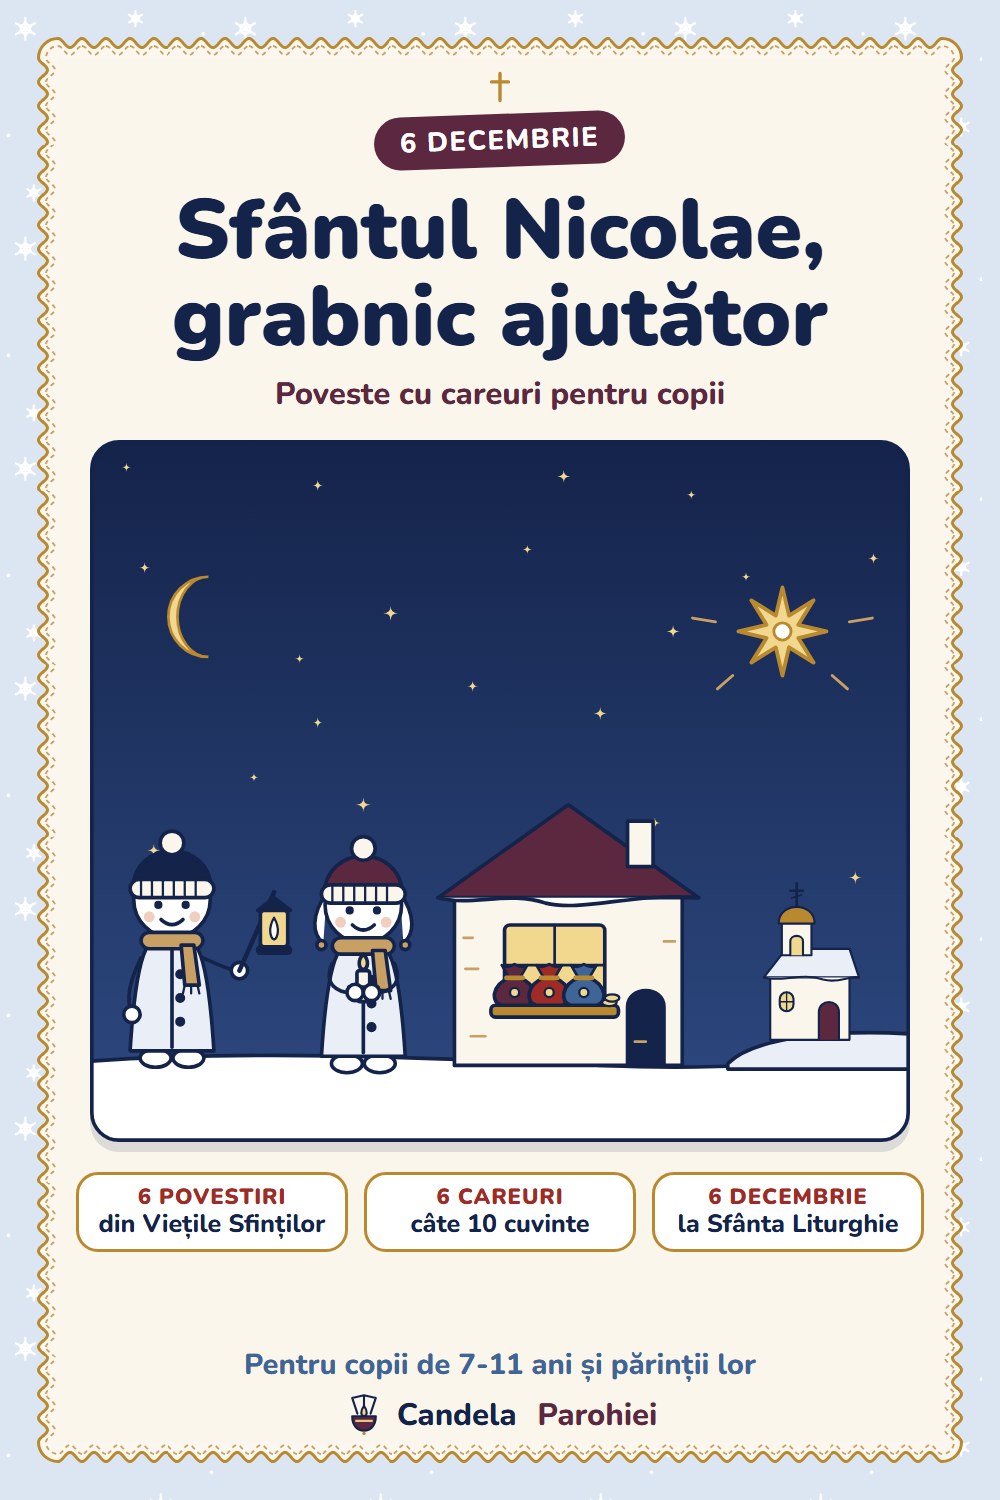 6 DECEMBRIE
Sfântul Nicolae,
grabnic ajutător
Poveste cu careuri pentru copii
6 POVESTIRI
din Viețile Sfinților
6 CAREURI
câte 10 cuvinte
6 DECEMBRIE
la Sfânta Liturghie
Pentru copii de 7-11 ani și părinții lor
Candela Parohiei